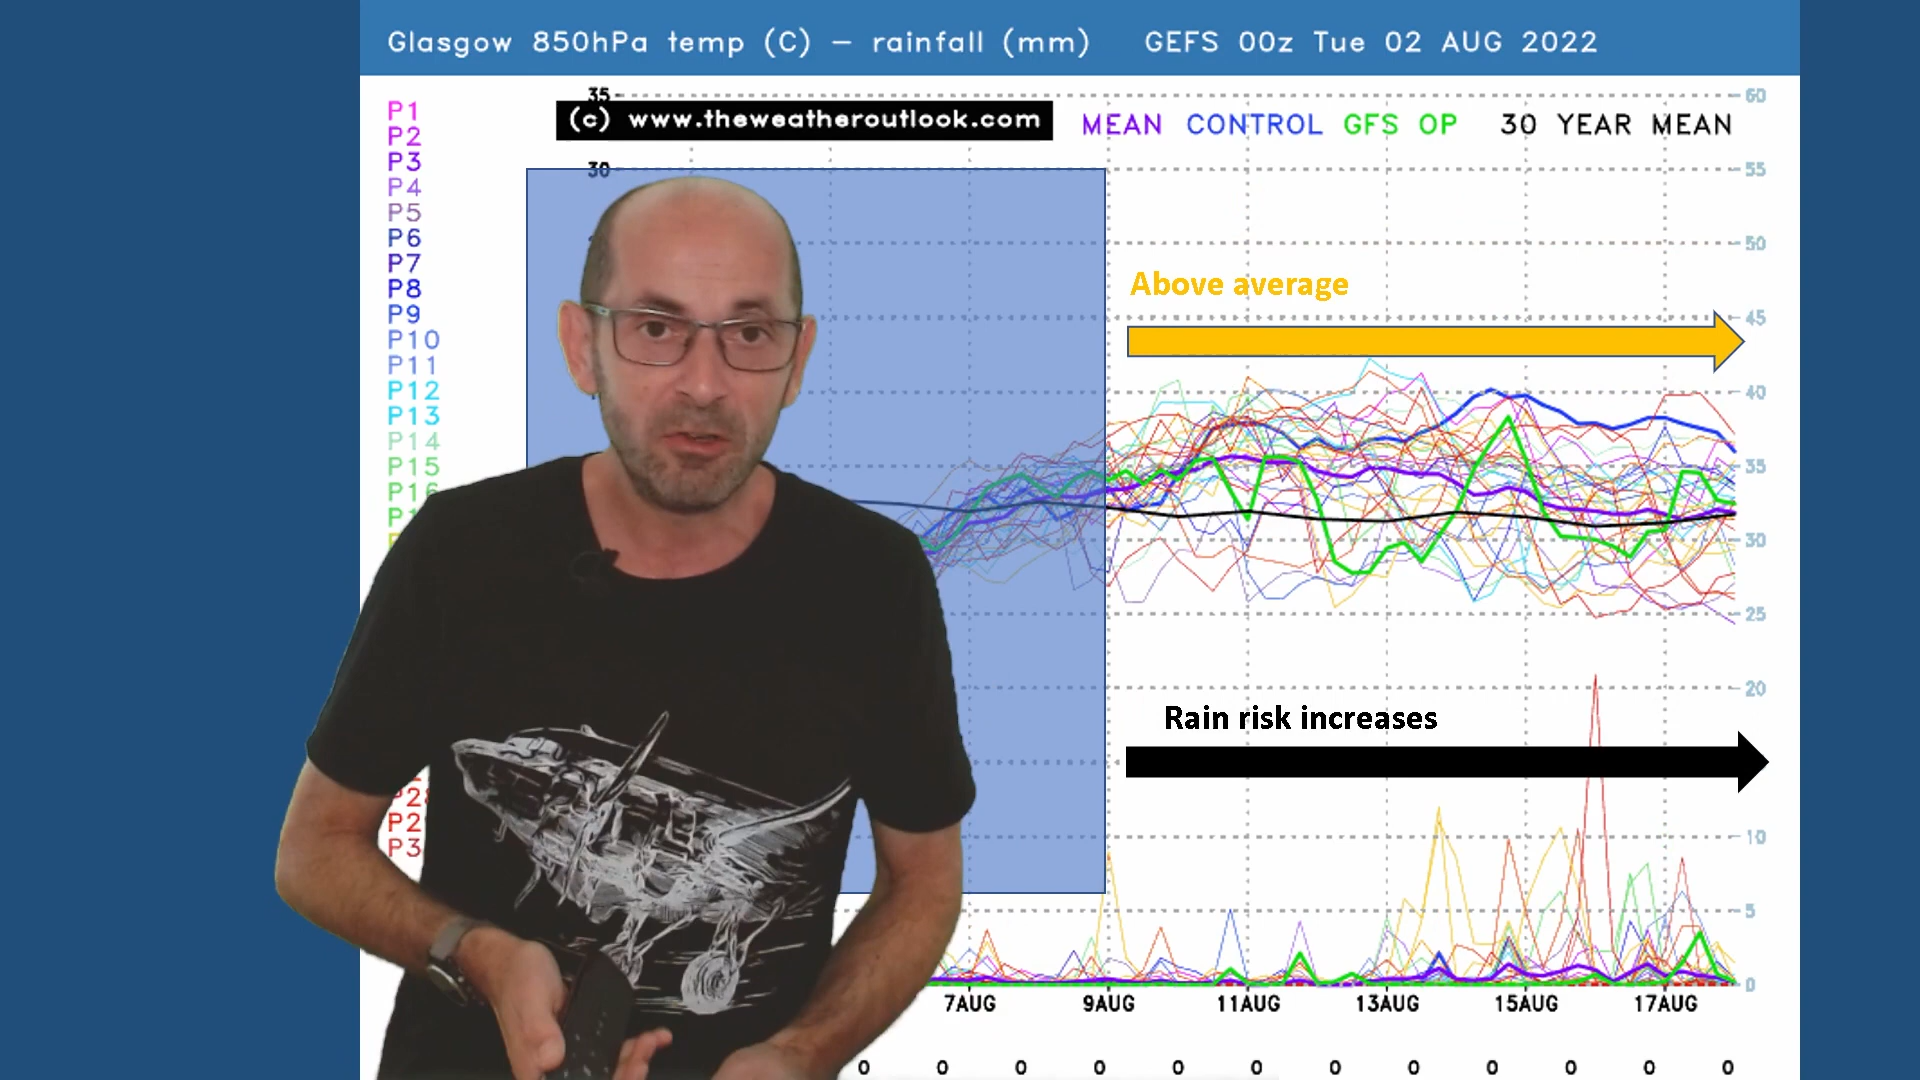 Glasgow 850hPa temp (C) – rainfall (mm) GEFS 00z Tue 02 AUG 2022
35
60
(c) www.theweatheroutlook.com
MEAN CONTROL GFS OP 30 YEAR MEAN
P1
P2
P3
P4
P5
P6
P7
P8
P9
P10
P11
P12
P13
P14
P15
P16
30
55
50
Above average
45
40
35
30
25
20
Rain risk increases
10
5
0
7AUG 9AUG 11AUG 13AUG 15AUG 17AUG
0 0 0 0 0 0 0 0 0 0 0 0